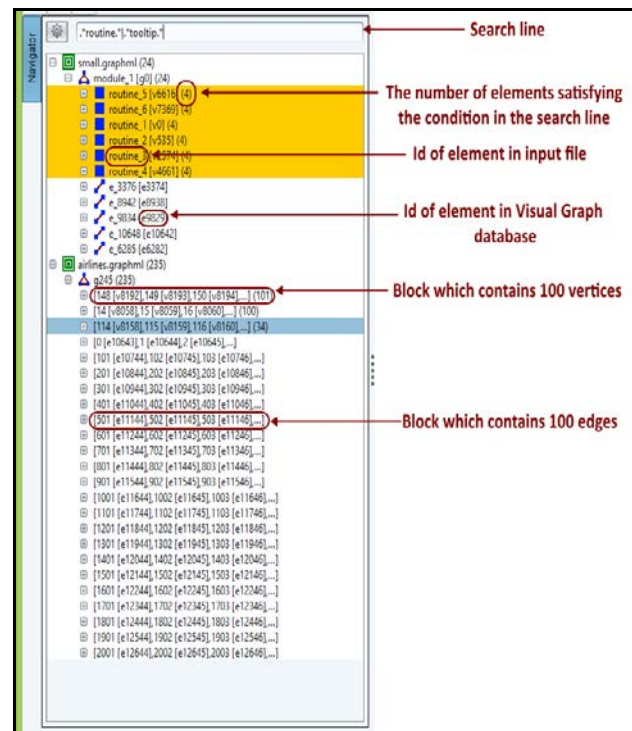 Navigator
."routine."|."tooltip."
Search line
small.graphml (24)
module_1 [g0] (24)
routine_5 [v6616] (4)
The number of elements satisfying
the condition in the search line
routine_6 [v7369] (4)
routine_1 [v0] (4)
routine_2 [v535] (4)
routine_3 [v2574] (4)
Id of element in input file
routine_4 [v4661] (4)
e_3376 [e3374]
e_8942 [e8938]
e_9834 [e9829]
Id of element in Visual Graph
database
e_10648 [e10642]
e_6285 [e6282]
airlines.graphml (235)
g245 (235)
[148 [v8192],149 [v8193],150 [v8194],...] (101)
Block which contains 100 vertices
[14 [v8058],15 [v8059],16 [v8060],...] (100)
[114 [v8158],115 [v8159],116 [v8160],...] (34)
[0 [e10643],1 [e10644],2 [e10645],...]
[101 [e10744],102 [e10745],103 [e10746],...]
[201 [e10844],202 [e10845],203 [e10846],...]
[301 [e10944],302 [e10945],303 [e10946],...]
[401 [e11044],402 [e11045],403 [e11046],...]
[501 [e11144],502 [e11145],503 [e11146],...]
Block which contains 100 edges
[601 [e11244],602 [e11245],603 [e11246],...]
[701 [e11344],702 [e11345],703 [e11346],...]
[801 [e11444],802 [e11445],803 [e11446],...]
[901 [e11544],902 [e11545],903 [e11546],...]
[1001 [e11644],1002 [e11645],1003 [e11646],...]
[1101 [e11744],1102 [e11745],1103 [e11746],...]
[1201 [e11844],1202 [e11845],1203 [e11846],...]
[1301 [e11944],1302 [e11945],1303 [e11946],...]
[1401 [e12044],1402 [e12045],1403 [e12046],...]
[1501 [e12144],1502 [e12145],1503 [e12146],...]
[1601 [e12244],1602 [e12245],1603 [e12246],...]
[1701 [e12344],1702 [e12345],1703 [e12346],...]
[1801 [e12444],1802 [e12445],1803 [e12446],...]
[1901 [e12544],1902 [e12545],1903 [e12546],...]
[2001 [e12644],2002 [e12645],2003 [e12646],...]